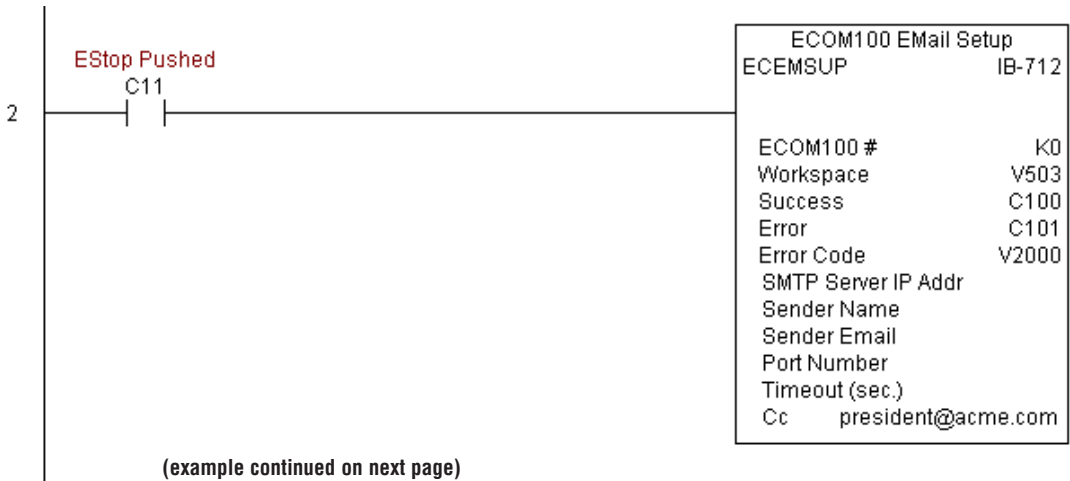 EStop Pushed
C11
2
ECOM100 EMail Setup
ECEMSUP IB-712
ECOM100 # K0
Workspace V503
Success C100
Error C101
Error Code V2000
SMTP Server IP Addr
Sender Name
Sender Email
Port Number
Timeout (sec.)
Cc president@acme.com
(example continued on next page)